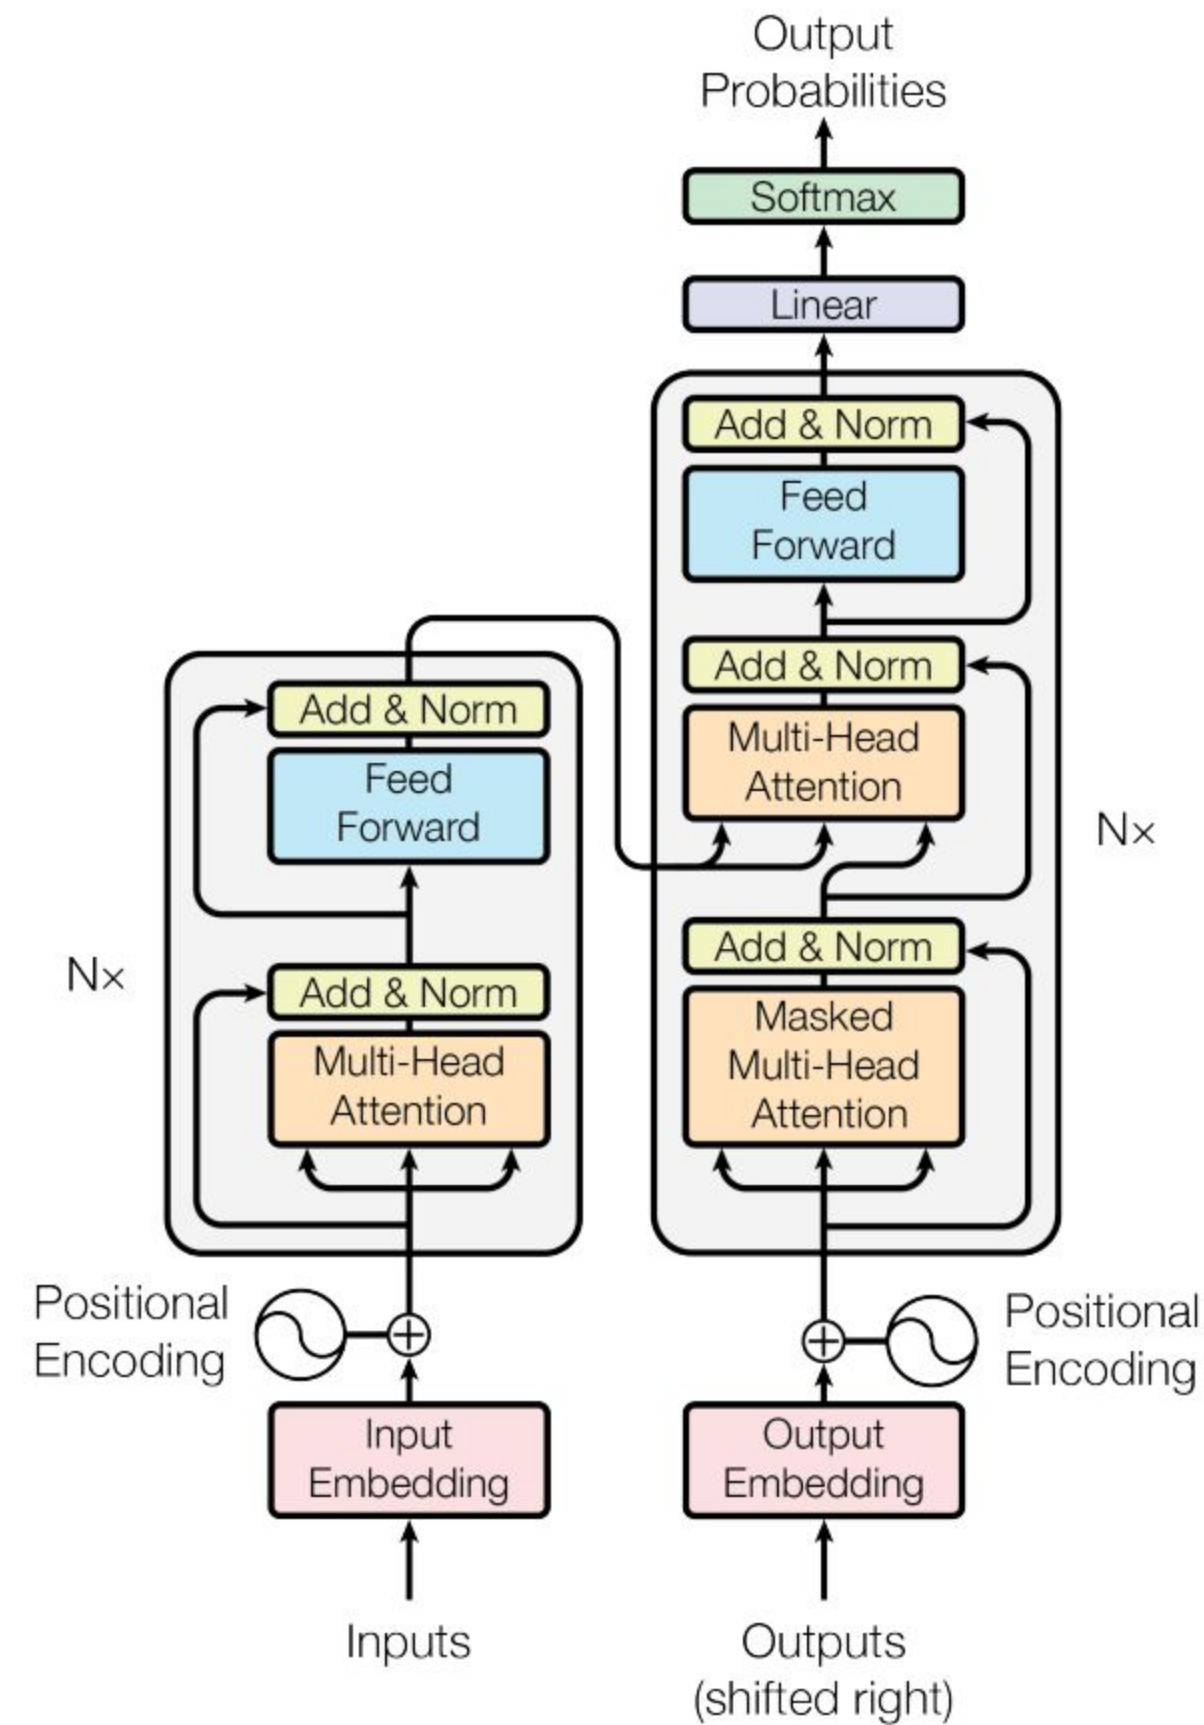 Output
Probabilities
Softmax
Linear
Add & Norm
Feed
Forward
Add & Norm
Multi-Head
Attention
Nx
Add & Norm
Masked
Multi-Head
Attention
Add & Norm
Feed
Forward
Nx
Add & Norm
Multi-Head
Attention
Positional
Encoding
Positional
Encoding
Input
Embedding
Output
Embedding
Inputs
Outputs
(shifted right)